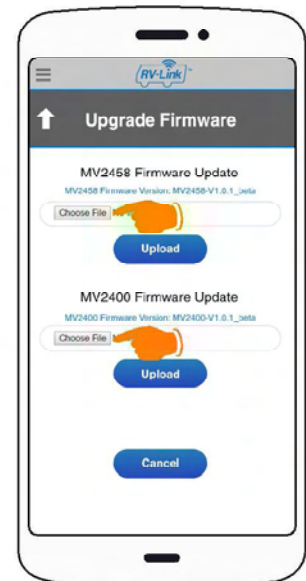 RV-Link
Upgrade Firmware
MV2458 Firmware Update
MV2458 Firmware Version: MV2458-V1.0.1_beta
Choose File
Upload
MV2400 Firmware Update
MV2400 Firmware Version: MV2400-V1.0.1_beta
Choose File
Upload
Cancel